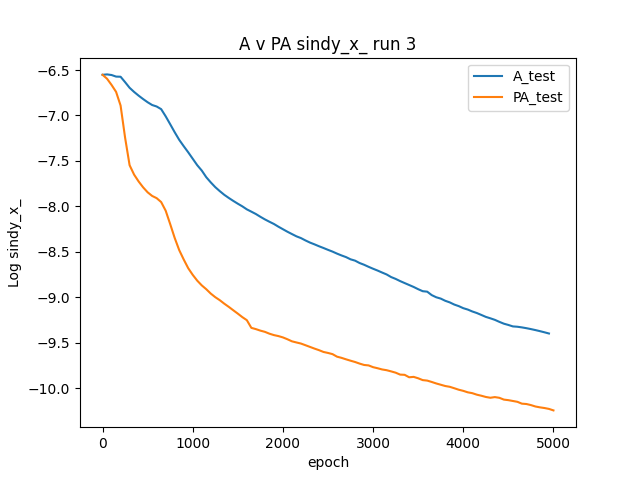 A v PA sindy_x_ run 3
A_test
PA_test
−6.5
−7.0
−7.5
−8.0
−8.5
−9.0
−9.5
−10.0
Log sindy_x_
0 1000 2000 3000 4000 5000
epoch